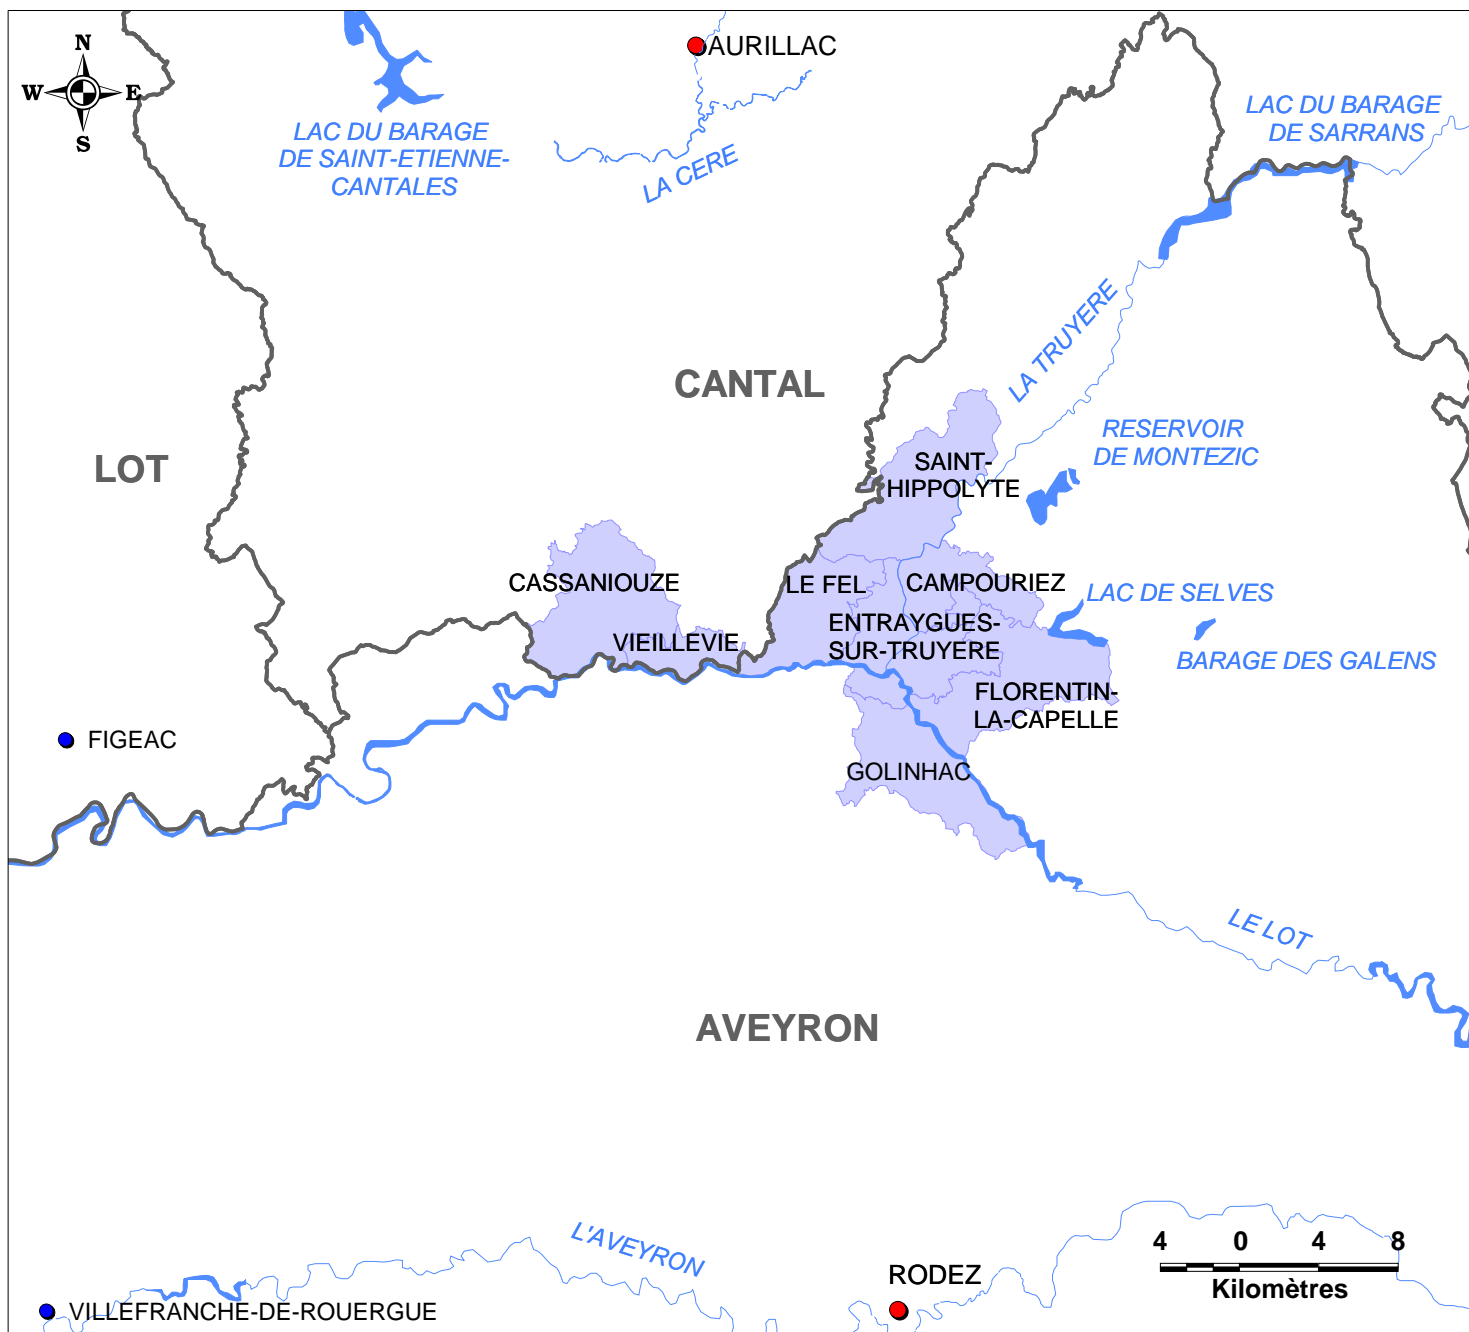 N
W E
S
AURILLAC
LAC DU BARAGE
DE SAINT-ETIENNE-
CANTALES
LA CERE
LAC DU BARAGE
DE SARRANS
LA TRUYERE
CANTAL
LOT
RESERVOIR
DE MONTEZIC
SAINT-
HIPPOLYTE
CASSANIOUZE
LE FEL
CAMPOURIEZ
LAC DE SELVES
VIEILLEVIE
ENTRAYGUES-
SUR-TRUYERE
BARAGE DES GALENS
FLORENTIN-
LA-CAPELLE
FIGEAC
GOLINHAC
LE LOT
AVEYRON
L'AVEYRON
RODEZ
4 0 4 8
Kilomètres
VILLEFRANCHE-DE-ROUERGUE